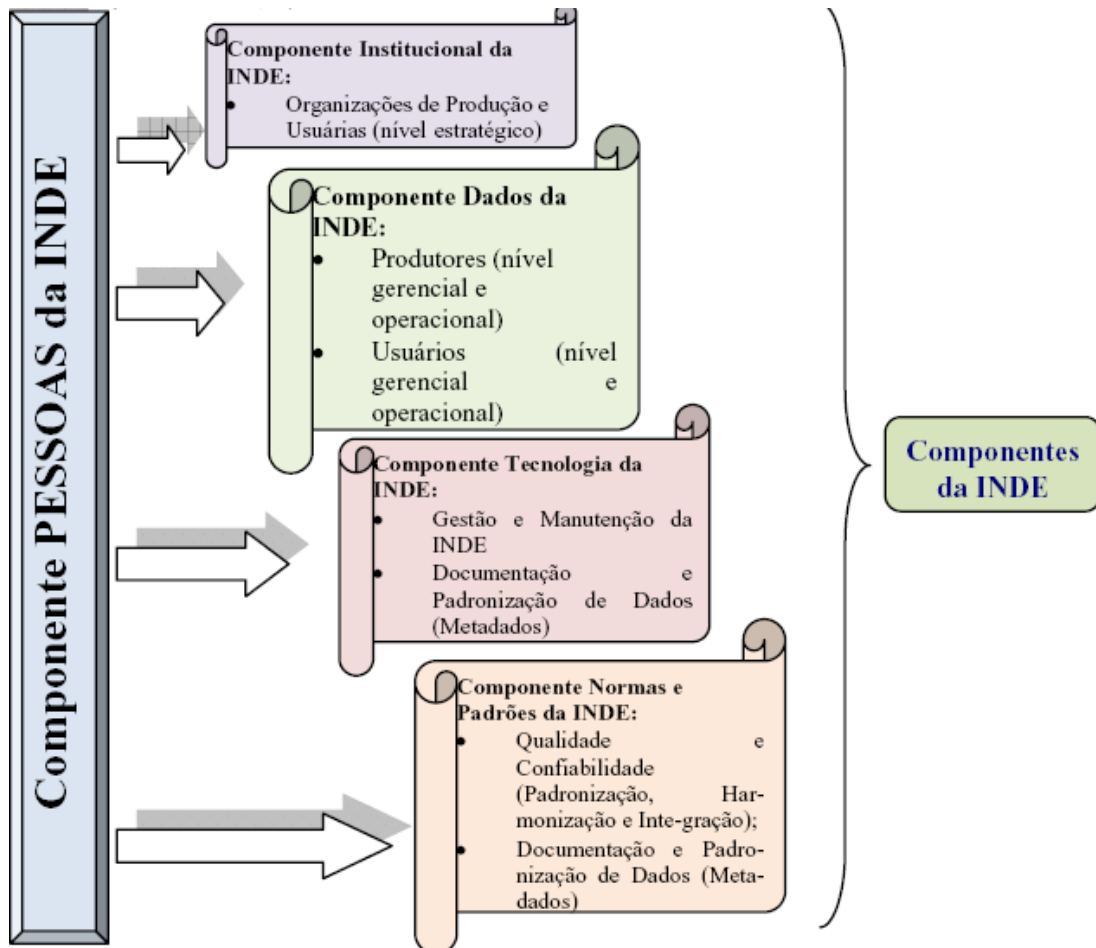 Componente PESSOAS da INDE
Componente Institucional da
INDE:
• Organizações de Produção e
Usuárias (nível estratégico)
Componente Dados da
INDE:
• Produtores (nível
gerencial e
operacional)
• Usuários (nível
gerencial e
operacional)
Componente Tecnologia da
INDE:
• Gestão e Manutenção da
INDE
• Documentação e
Padronização de Dados
(Metadados)
Componente Normas e
Padrões da INDE:
• Qualidade e
Confiabilidade
(Padronização, Har-
monização e Inte-gração);
• Documentação e Padro-
nização de Dados (Meta-
dados)
Componentes
da INDE